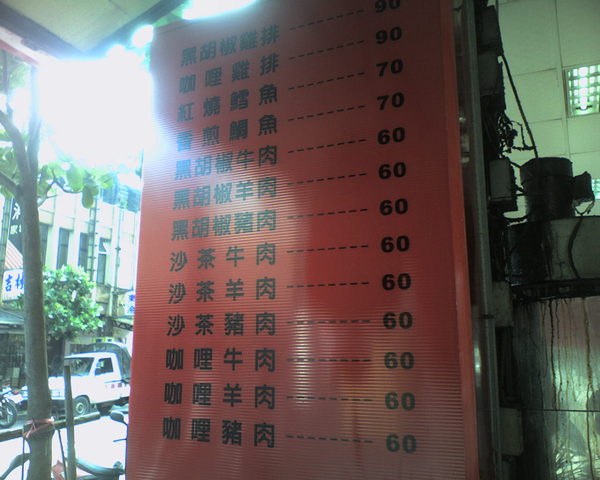 黑胡椒雞排----------90
咖哩雞排----------90
紅燒鱈魚----------70
香煎鯛魚----------70
黑胡椒牛肉----------60
黑胡椒羊肉----------60
黑胡椒豬肉----------60
沙茶牛肉----------60
沙茶羊肉----------60
沙茶豬肉----------60
咖哩牛肉----------60
咖哩羊肉----------60
咖哩豬肉----------60